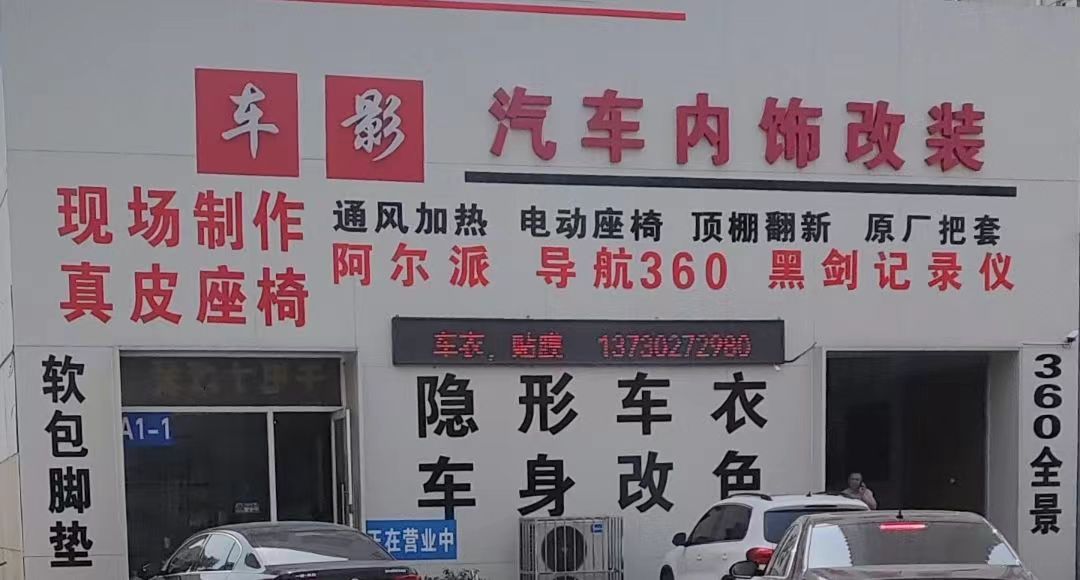 车影 汽车内饰改装
现场制作
真皮座椅
通风加热 电动座椅 顶棚翻新 原厂把套
阿尔派 导航360 黑剑记录仪
车衣，贴膜 13730272980
软包脚垫
A1-1
隐形车衣
车身改色
正在营业中
360全景